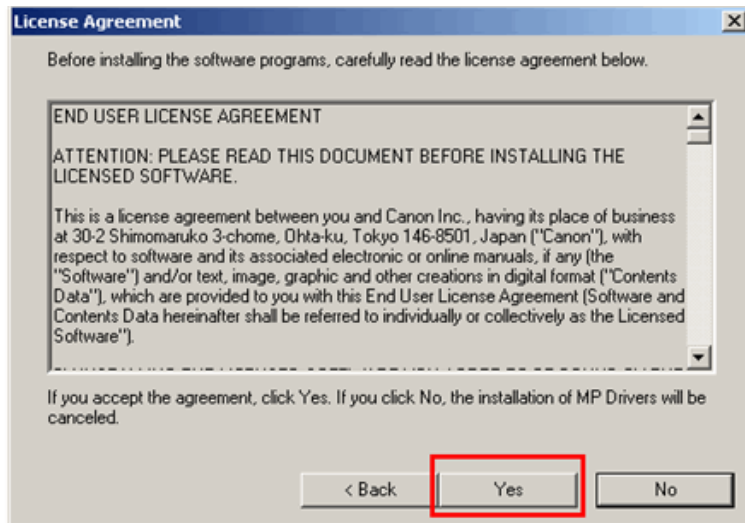 License Agreement
Before installing the software programs, carefully read the license agreement below.
END USER LICENSE AGREEMENT
ATTENTION: PLEASE READ THIS DOCUMENT BEFORE INSTALLING THE
LICENSED SOFTWARE.
This is a license agreement between you and Canon Inc., having its place of business
at 30-2 Shimomaruko 3-chome, Ohta-ku, Tokyo 146-8501, Japan ("Canon"), with
respect to software and its associated electronic or online manuals, if any (the
"Software") and/or text, image, graphic and other creations in digital format ("Contents
Data"), which are provided to you with this End User License Agreement (Software and
Contents Data hereinafter shall be referred to individually or collectively as the Licensed
Software").
If you accept the agreement, click Yes. If you click No, the installation of MP Drivers will be
canceled.
< Back Yes No